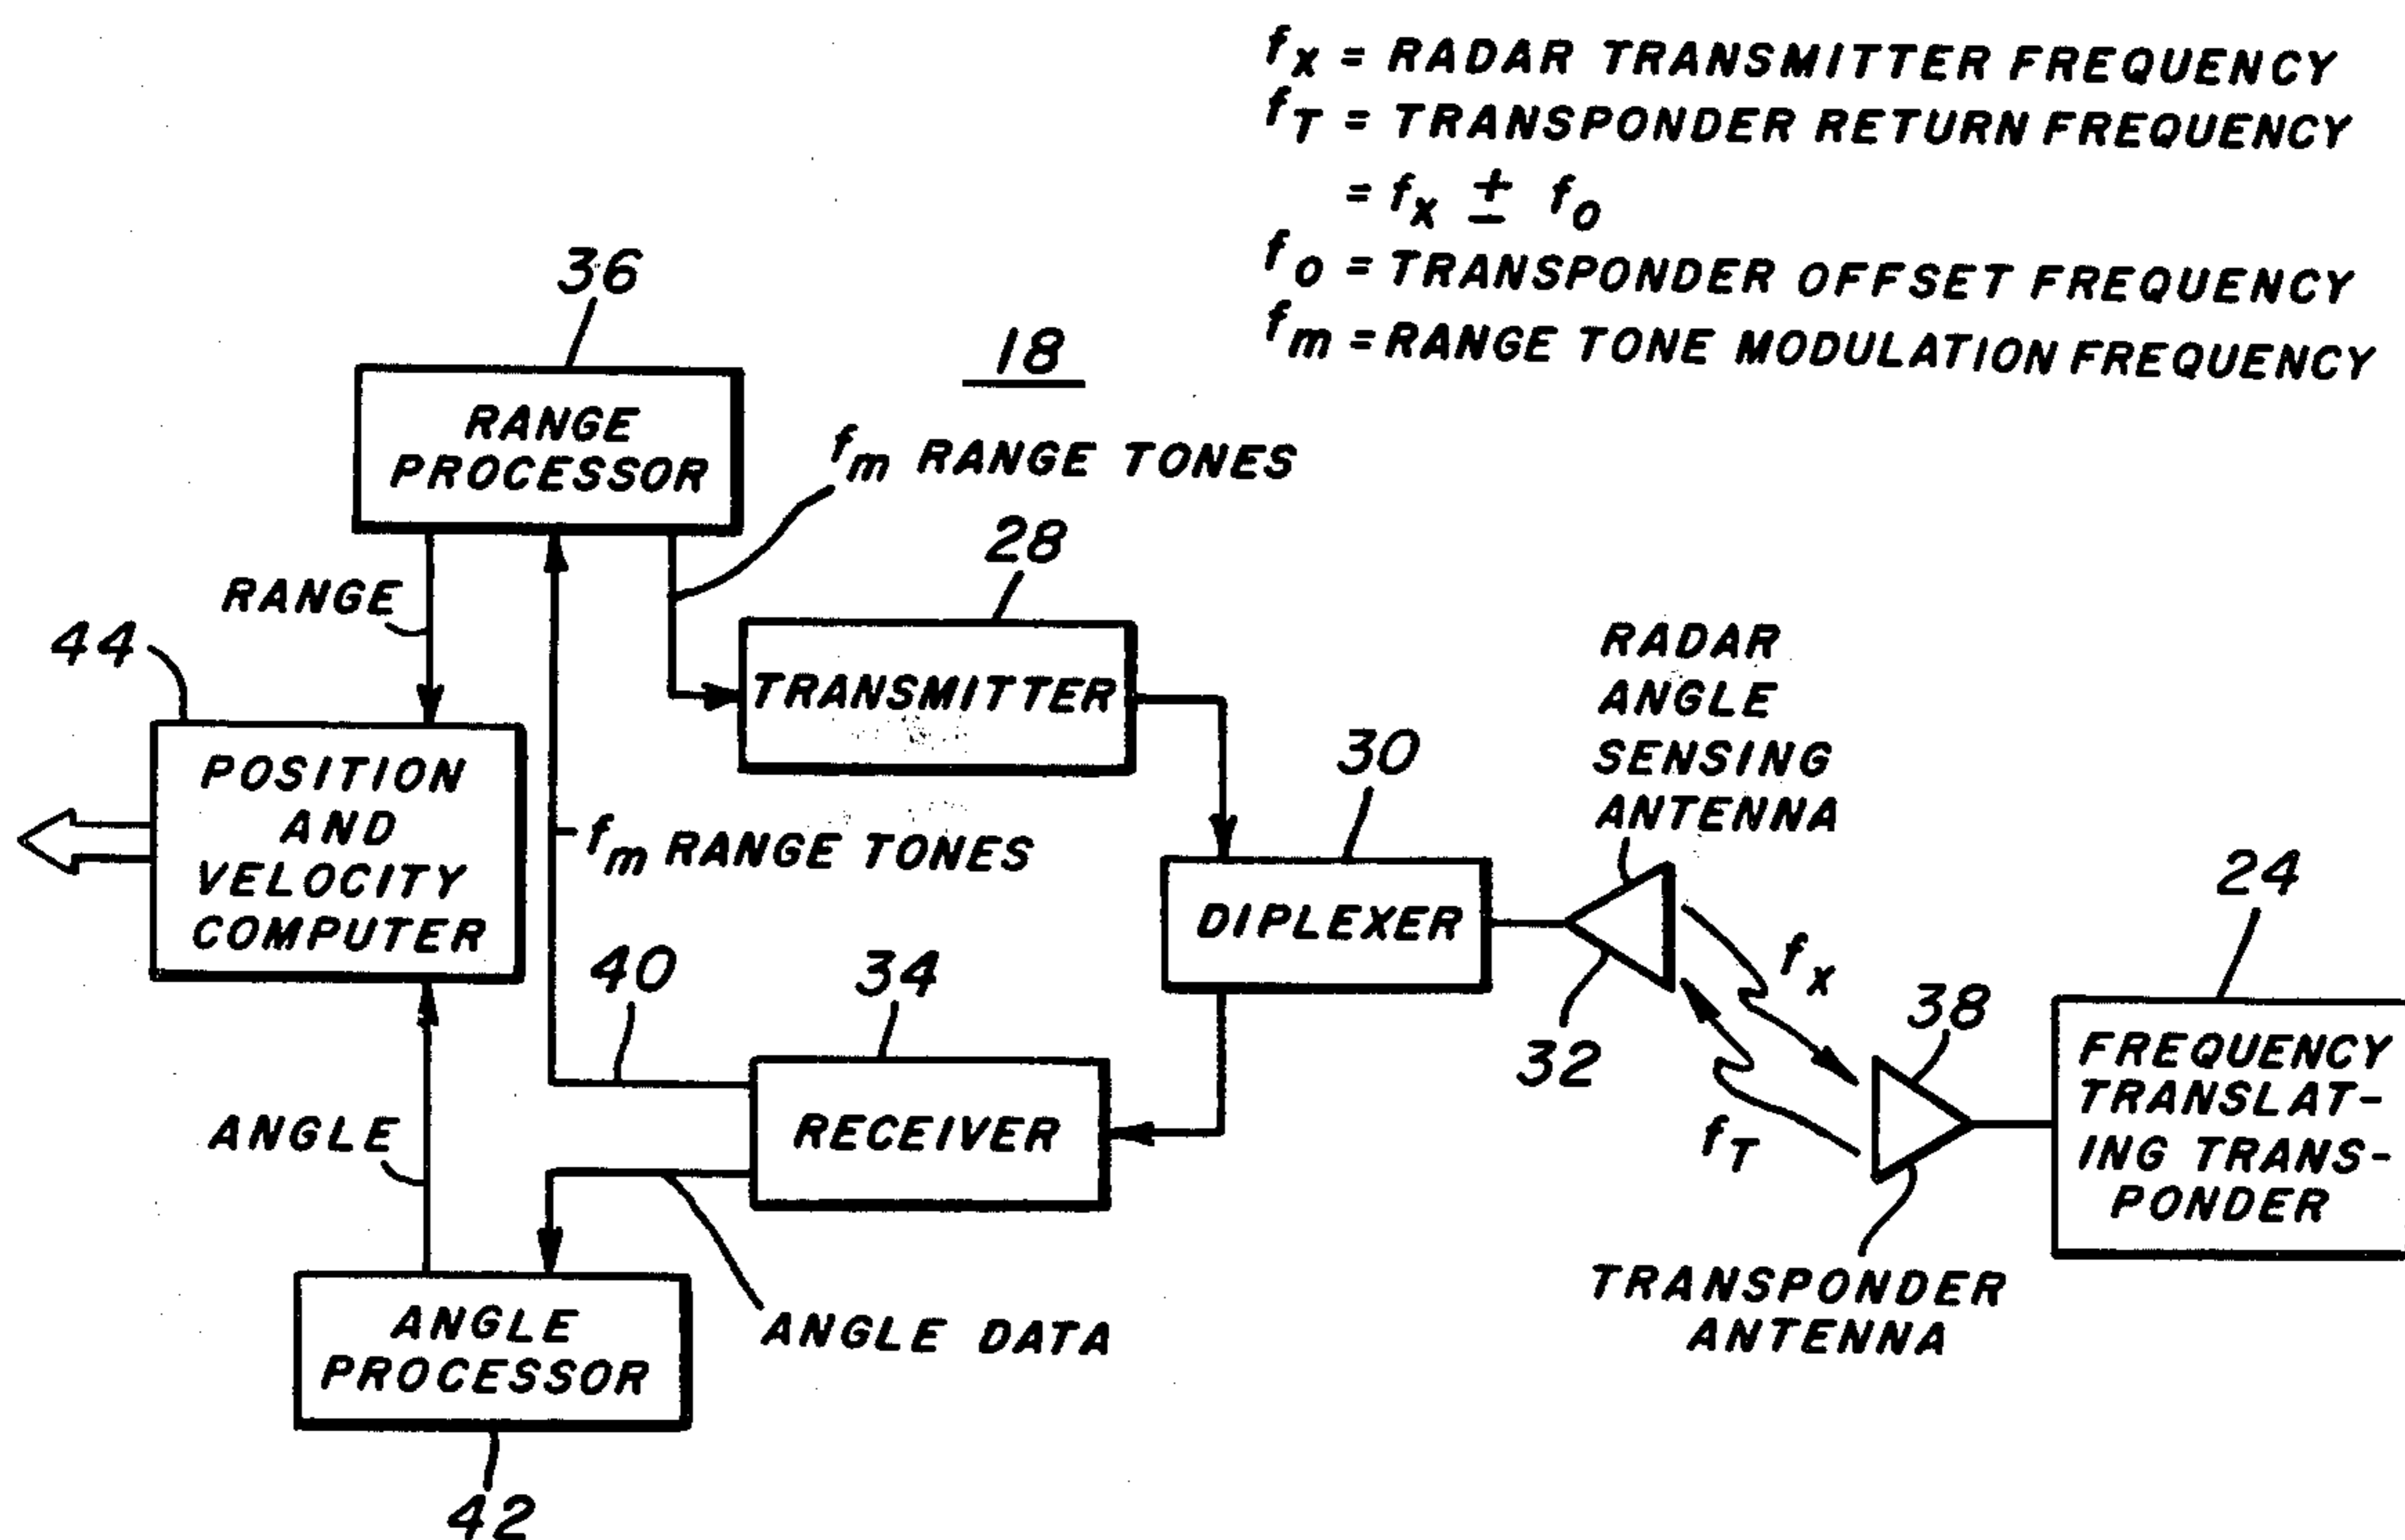 fx = RADAR TRANSMITTER FREQUENCY
fT = TRANSPONDER RETURN FREQUENCY
= fx ± fo
fo = TRANSPONDER OFFSET FREQUENCY
fm = RANGE TONE MODULATION FREQUENCY
36
18
RANGE
PROCESSOR
fm RANGE TONES
28
RANGE
44
TRANSMITTER
RADAR
ANGLE
SENSING
ANTENNA
30
POSITION
AND
VELOCITY
COMPUTER
fm RANGE TONES
DIPLEXER
24
40
34
fx
38
32
FREQUENCY
TRANSLAT-
ING TRANS-
PONDER
RECEIVER
ANGLE
fT
TRANSPONDER
ANTENNA
ANGLE
PROCESSOR
ANGLE DATA
42